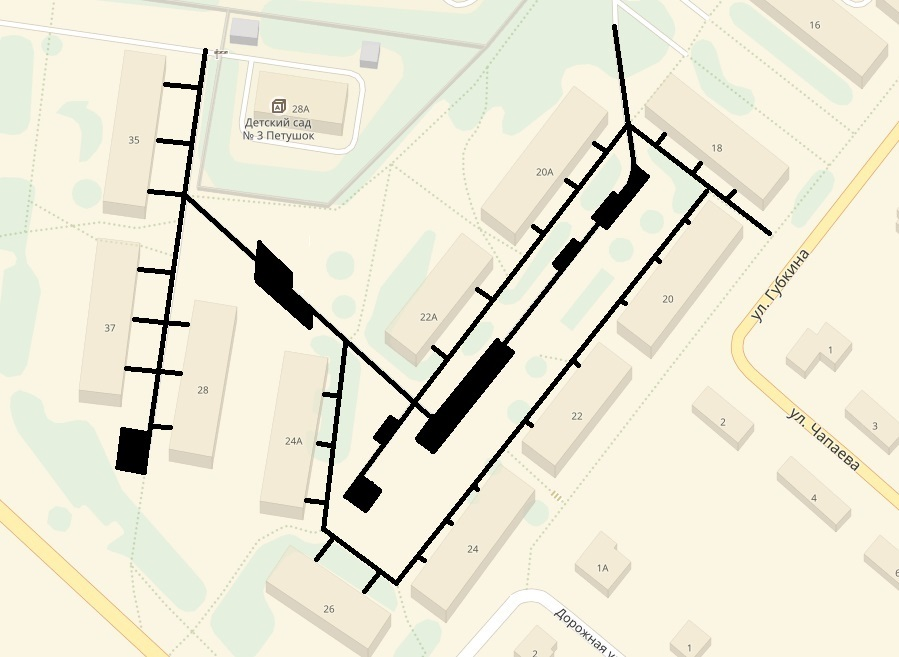 16
35
28А
Детский сад
№ 3 Петушок
18
20А
20
ул. Губкина
37
22А
28
1
22
2
ул. Чапаева
3
24А
4
24
1А
6
26
Дорожная у
2
1